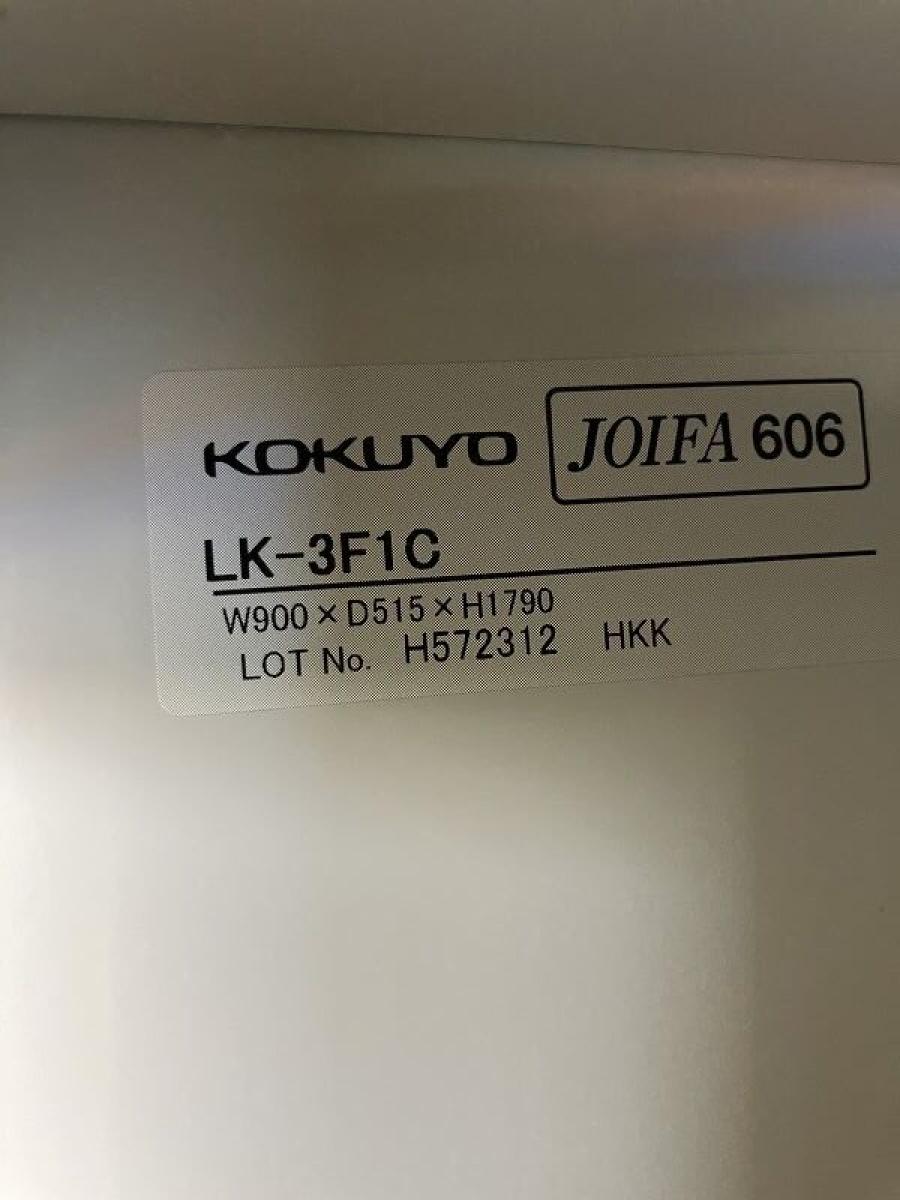 KOKUYO JOIFA 606
LK-3F1C
W900×D515×H1790
LOT No. H572312 HKK